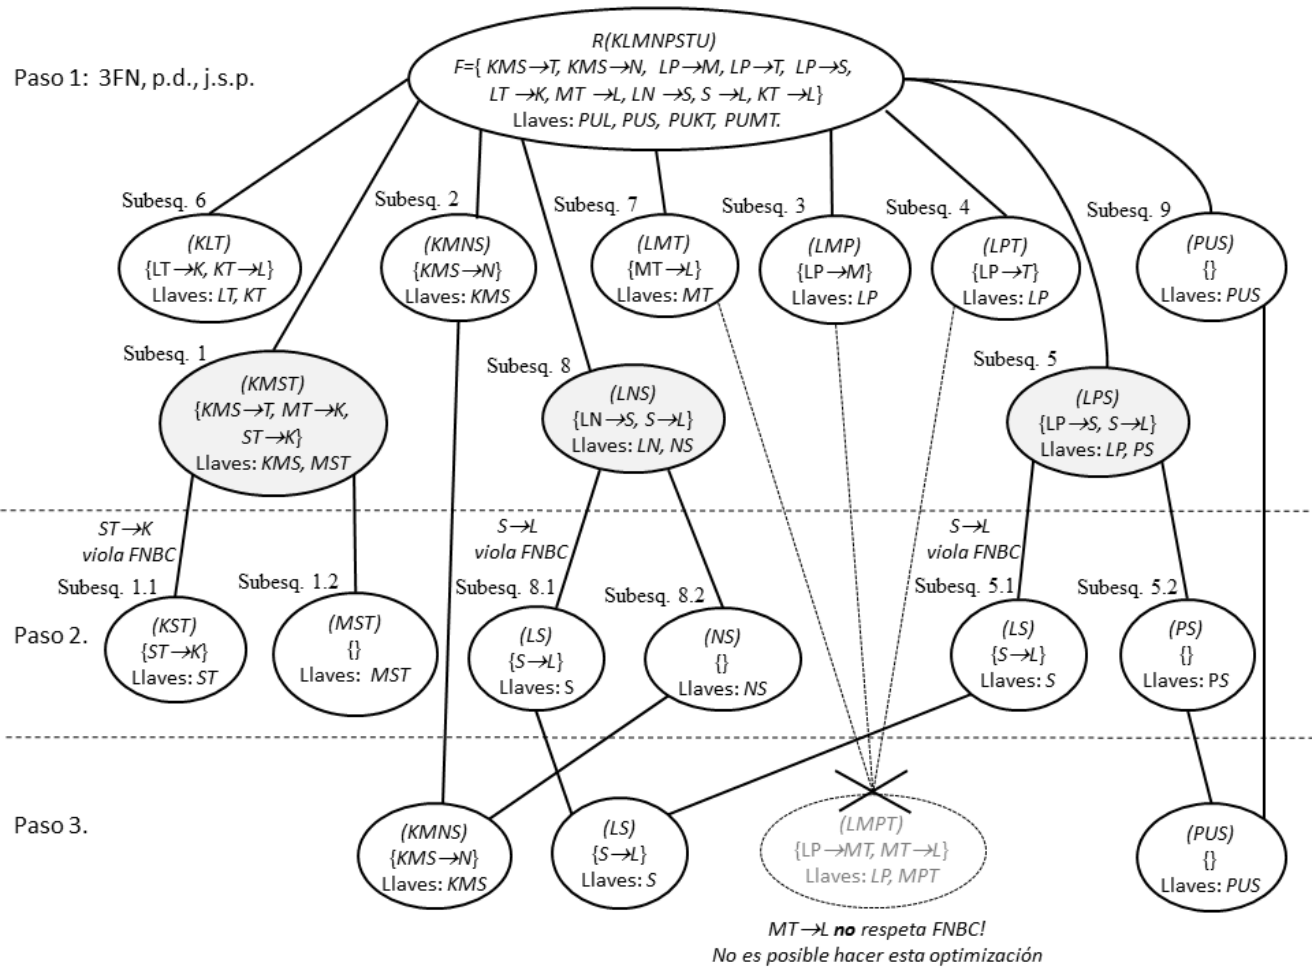 R(KLMNPSTU)
Paso 1: 3FN, p.d., j.s.p.
F={ KMS→T, KMS→N, LP→M, LP→T, LP→S,
LT →K, MT →L, LN →S, S →L, KT →L}
Llaves: PUL, PUS, PUKT, PUMT.
Subesq. 6
(KLT)
{LT→K, KT→L}
Llaves: LT, KT
Subesq. 2
(KMNS)
{KMS→N}
Llaves: KMS
Subesq. 7
(LMT)
{MT→L}
Llaves: MT
Subesq. 3
(LMP)
{LP→M}
Llaves: LP
Subesq. 4
(LPT)
{LP→T}
Llaves: LP
Subesq. 9
(PUS)
{}
Llaves: PUS
Subesq. 1
(KMST)
{KMS→T, MT→K,
ST→K}
Llaves: KMS, MST
Subesq. 8
(LNS)
{LN→S, S→L}
Llaves: LN, NS
Subesq. 5
(LPS)
{LP→S, S→L}
Llaves: LP, PS
ST→K
viola FNBC
S→L
viola FNBC
S→L
viola FNBC
Paso 2.
Subesq. 1.1
(KST)
{ST→K}
Llaves: ST
Subesq. 1.2
(MST)
{}
Llaves: MST
Subesq. 8.1
(LS)
{S→L}
Llaves: S
Subesq. 8.2
(NS)
{}
Llaves: NS
Subesq. 5.1
(LS)
{S→L}
Llaves: S
Subesq. 5.2
(PS)
{}
Llaves: PS
Paso 3.
(KMNS)
{KMS→N}
Llaves: KMS
(LS)
{S→L}
Llaves: S
(LMPT)
{LP→MT, MT→L}
Llaves: LP, MPT
(PUS)
{}
Llaves: PUS
MT→L no respeta FNBC!
No es posible hacer esta optimización